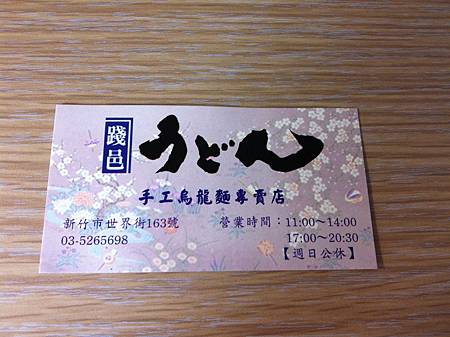 踐邑
うどん
手工烏龍麵專賣店
新竹市世界街163號
03-5265698
營業時間：11:00～14:00
17:00～20:30
【週日公休】